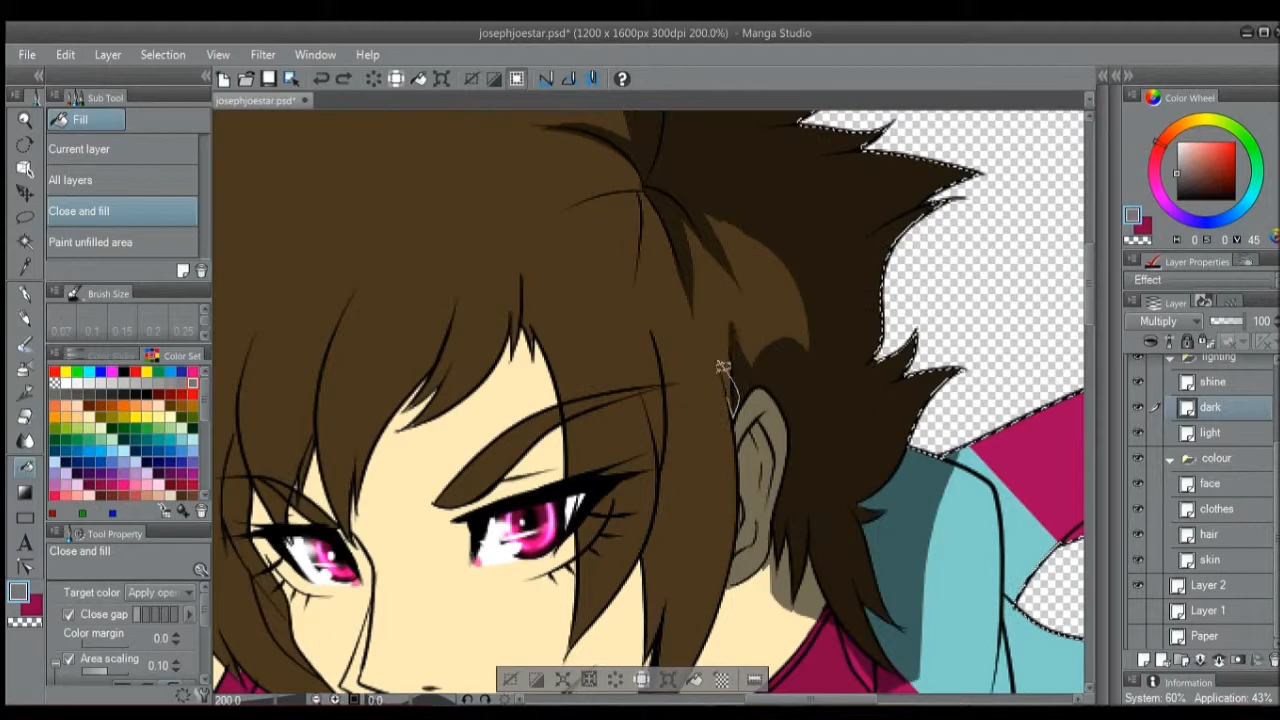 josephjoestar.psd* (1200 x 1600px 300dpi 200.0%) - Manga Studio
File Edit Layer Selection View Filter Window Help
Sub Tool
josephjoestar.psd*
Color Wheel
Fill
Current layer
All layers
Close and fill
Paint unfilled area
H 0 S 0 V 45
Layer Properties
Effect
Brush Size
Layer
0.07 0.1 0.15 0.2 0.25
Multiply 100
Color Slider Color Set
lighting
shine
dark
light
colour
face
clothes
hair
skin
Layer 2
Layer 1
Paper
Tool Property
Close and fill
Target color Apply oper
Close gap
Color margin 0.0
Area scaling 0.10
A
200.0 0.0
Information
System: 60% Application: 43%